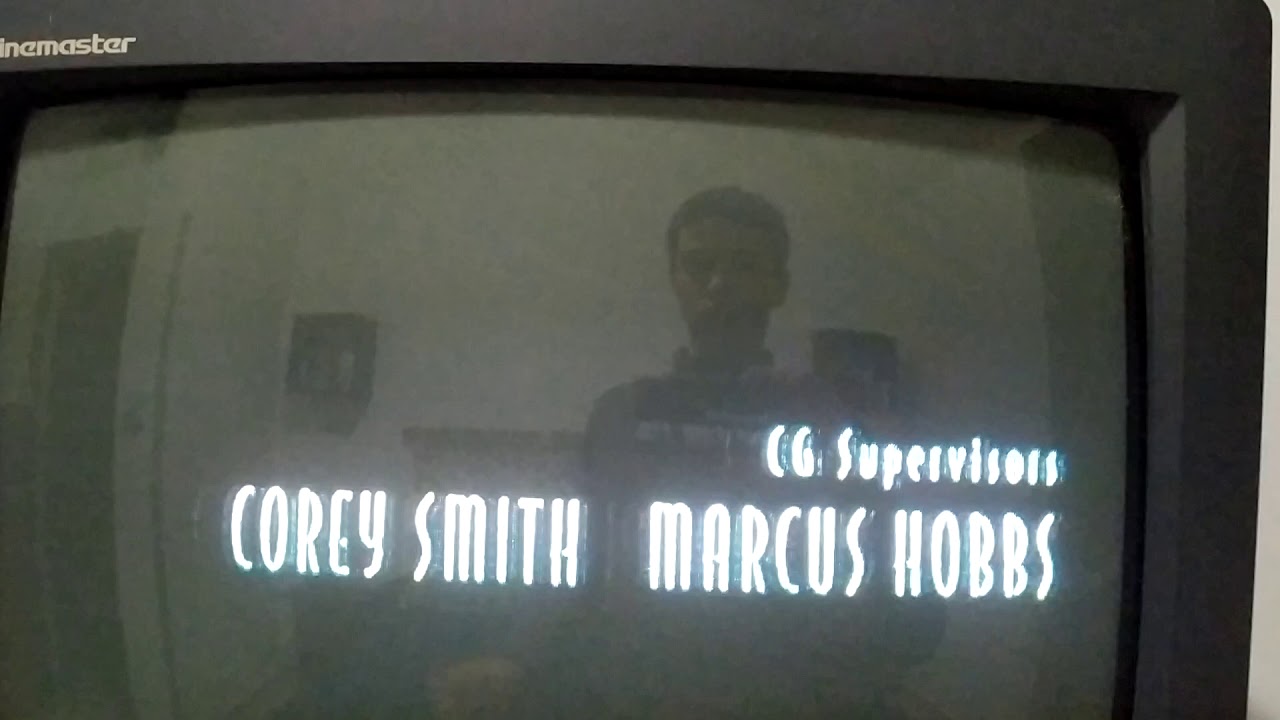 inemaster
CG Supervisors
COREY SMITH MARCUS HOBBS